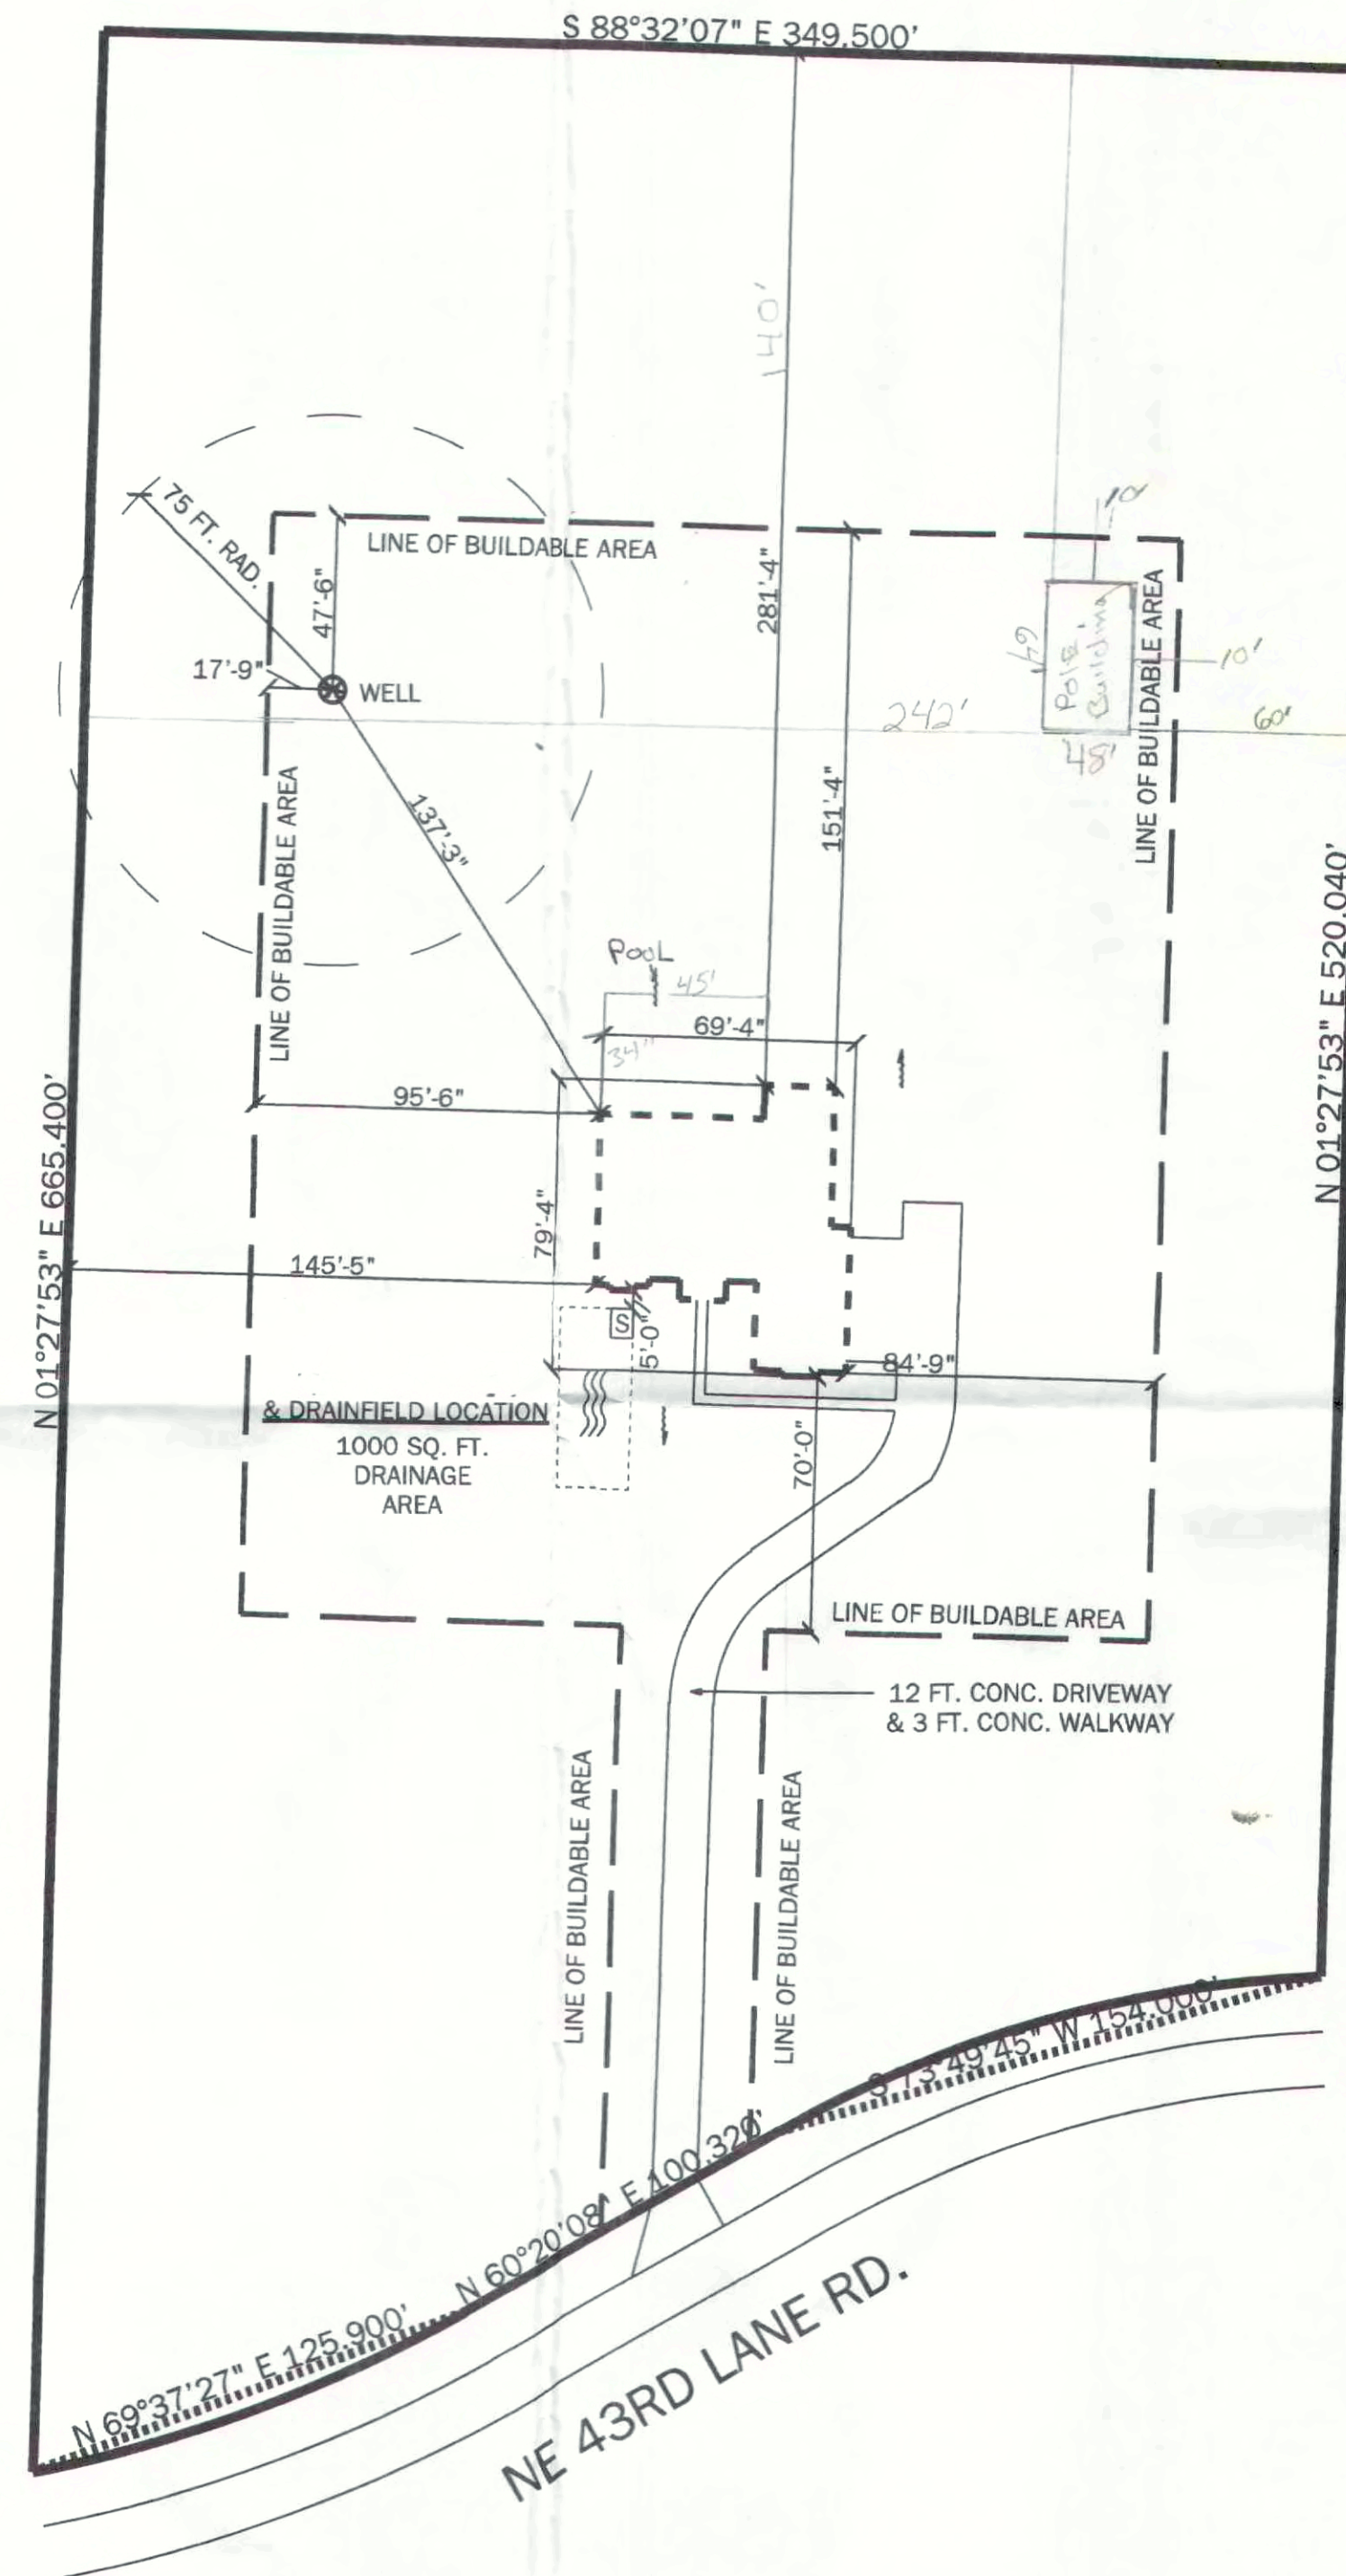 S 88°32'07" E 349.500'
140'
75 FT. RAD.
10'
LINE OF BUILDABLE AREA
47'-6"
281'-4"
LINE OF BUILDABLE AREA
64'
Pole
Building
10'
17'-9"
WELL
242'
60'
48'
LINE OF BUILDABLE AREA
137'-3"
151'-4"
N 01°27'53" E 520.040'
POOL
45'
69'-4"
34'
95'-6"
N 01°27'53" E 665.400'
79'-4"
145'-5"
S
5'-0"
84'-9"
& DRAINFIELD LOCATION
1000 SQ. FT.
DRAINAGE
AREA
70'-0"
LINE OF BUILDABLE AREA
12 FT. CONC. DRIVEWAY
& 3 FT. CONC. WALKWAY
LINE OF BUILDABLE AREA
LINE OF BUILDABLE AREA
S 73°49'45" W 154.000'
N 60°20'08" E 100.320'
N 69°37'27" E 125.900'
NE 43RD LANE RD.